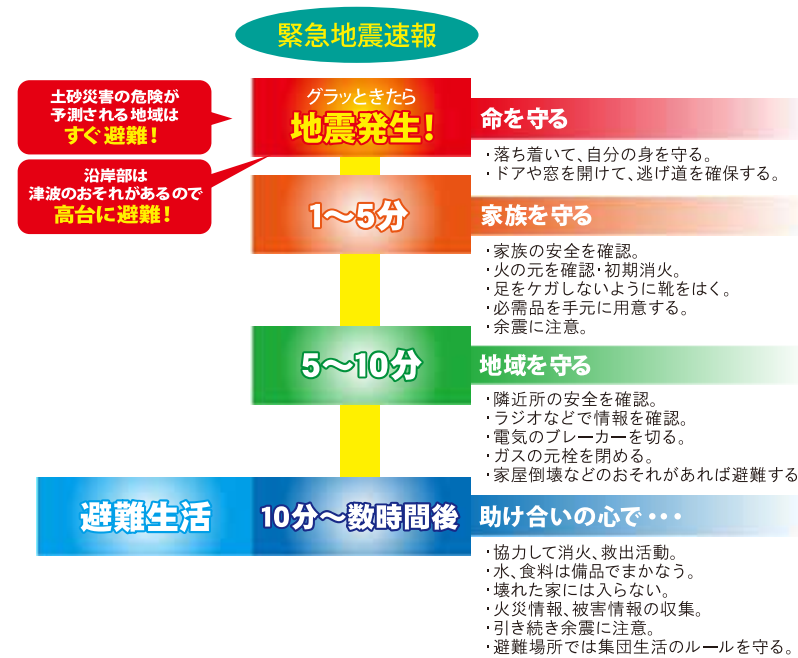 緊急地震速報
土砂災害の危険が
予測される地域は
すぐ避難！
沿岸部は
津波のおそれがあるので
高台に避難！
グラッときたら
地震発生！
命を守る
・落ち着いて、自分の身を守る。
・ドアや窓を開けて、逃げ道を確保する。
1～5分
家族を守る
・家族の安全を確認。
・火の元を確認・初期消火。
・足をケガしないように靴をはく。
・必需品を手元に用意する。
・余震に注意。
5～10分
地域を守る
・隣近所の安全を確認。
・ラジオなどで情報を確認。
・電気のブレーカーを切る。
・ガスの元栓を閉める。
・家屋倒壊などのおそれがあれば避難する
避難生活
10分～数時間後
助け合いの心で・・・
・協力して消火、救出活動。
・水、食料は備品でまかなう。
・壊れた家には入らない。
・火災情報、被害情報の収集。
・引き続き余震に注意。
・避難場所では集団生活のルールを守る。